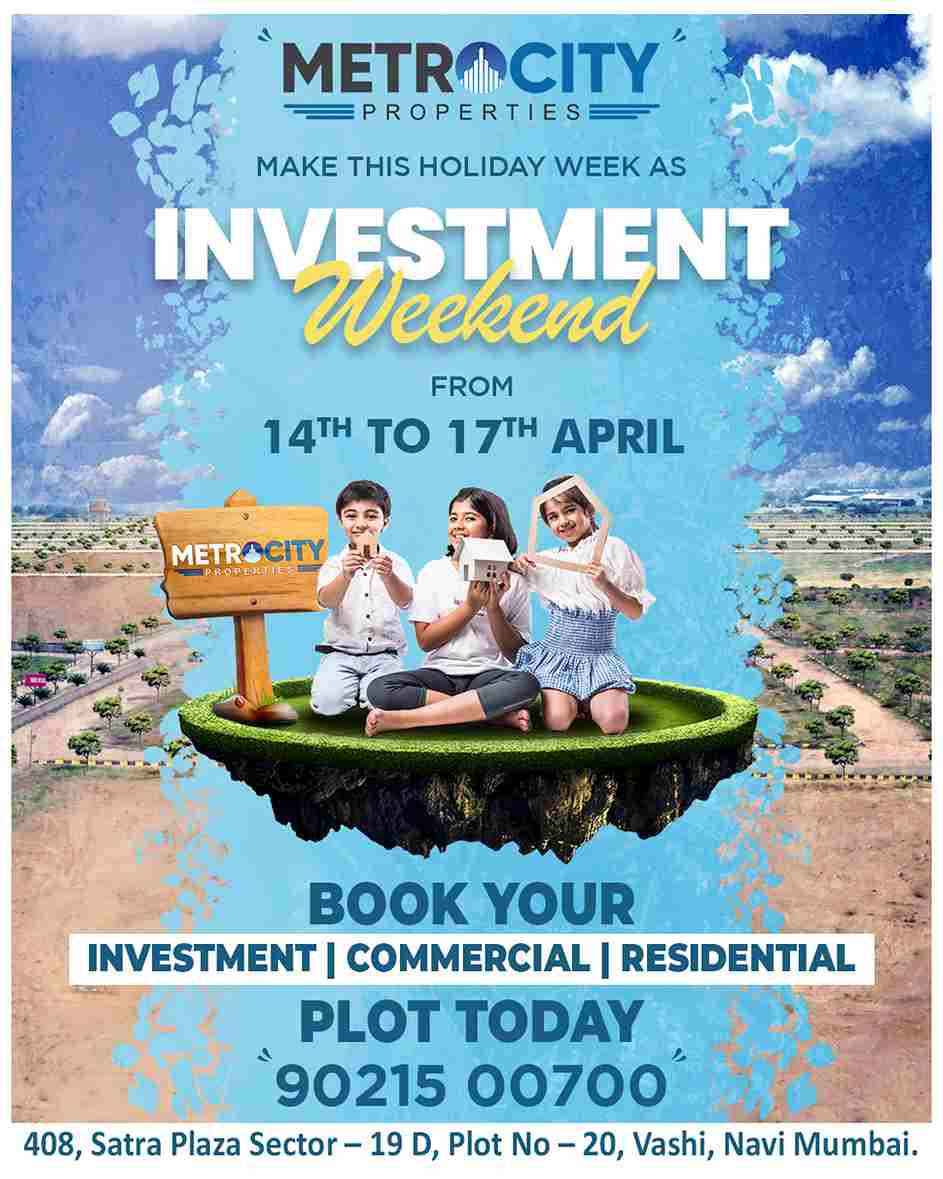 METROCITY
PROPERTIES
MAKE THIS HOLIDAY WEEK AS
INVESTMENT
Weekend
FROM
14TH TO 17TH APRIL
METROCITY
PROPERTIES
BOOK YOUR
INVESTMENT | COMMERCIAL | RESIDENTIAL
PLOT TODAY
90215 00700
408, Satra Plaza Sector – 19 D, Plot No – 20, Vashi, Navi Mumbai.